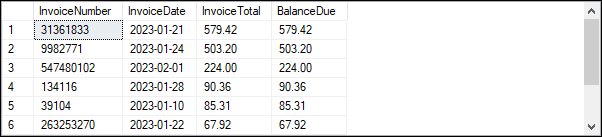 InvoiceNumber InvoiceDate InvoiceTotal BalanceDue
1 31361833 2023-01-21 579.42 579.42
2 9982771 2023-01-24 503.20 503.20
3 547480102 2023-02-01 224.00 224.00
4 134116 2023-01-28 90.36 90.36
5 39104 2023-01-10 85.31 85.31
6 263253270 2023-01-22 67.92 67.92